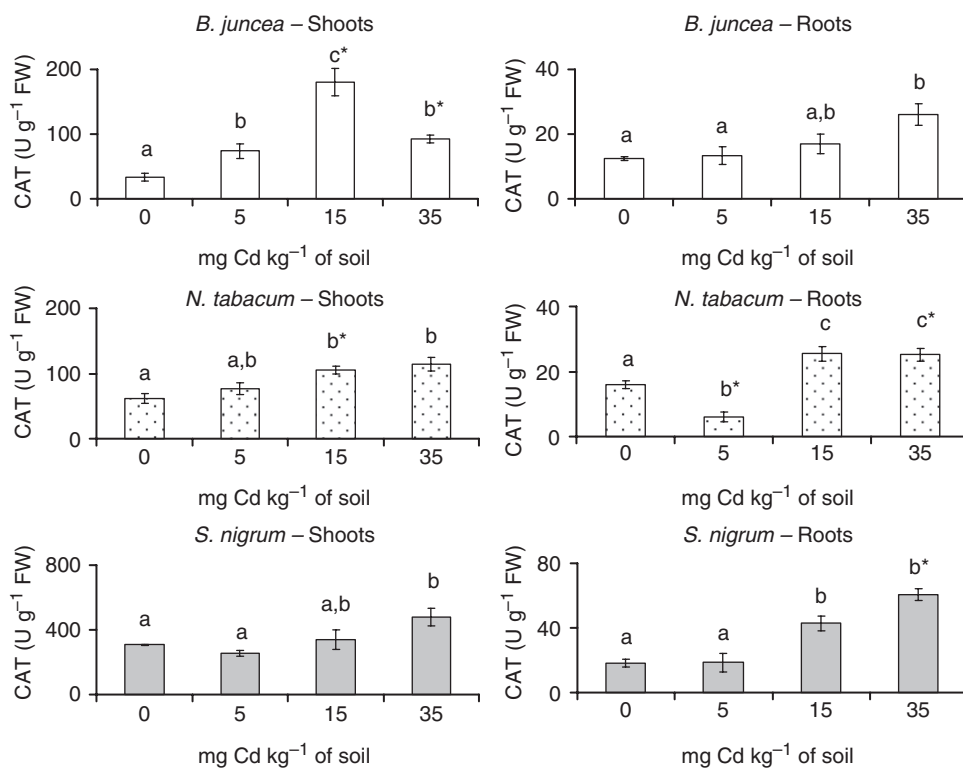 B. juncea – Shoots
CAT (U g⁻¹ FW)
200
100
0
a
b
c*
b*
0 5 15 35
mg Cd kg⁻¹ of soil
B. juncea – Roots
CAT (U g⁻¹ FW)
40
20
0
a
a
a,b
b
0 5 15 35
mg Cd kg⁻¹ of soil
N. tabacum – Shoots
CAT (U g⁻¹ FW)
200
100
0
a
a,b
b*
b
0 5 15 35
mg Cd kg⁻¹ of soil
N. tabacum – Roots
CAT (U g⁻¹ FW)
40
20
0
a
b*
c
c*
0 5 15 35
mg Cd kg⁻¹ of soil
S. nigrum – Shoots
CAT (U g⁻¹ FW)
800
400
0
a
a
a,b
b
0 5 15 35
mg Cd kg⁻¹ of soil
S. nigrum – Roots
CAT (U g⁻¹ FW)
80
40
0
a
a
b
b*
0 5 15 35
mg Cd kg⁻¹ of soil